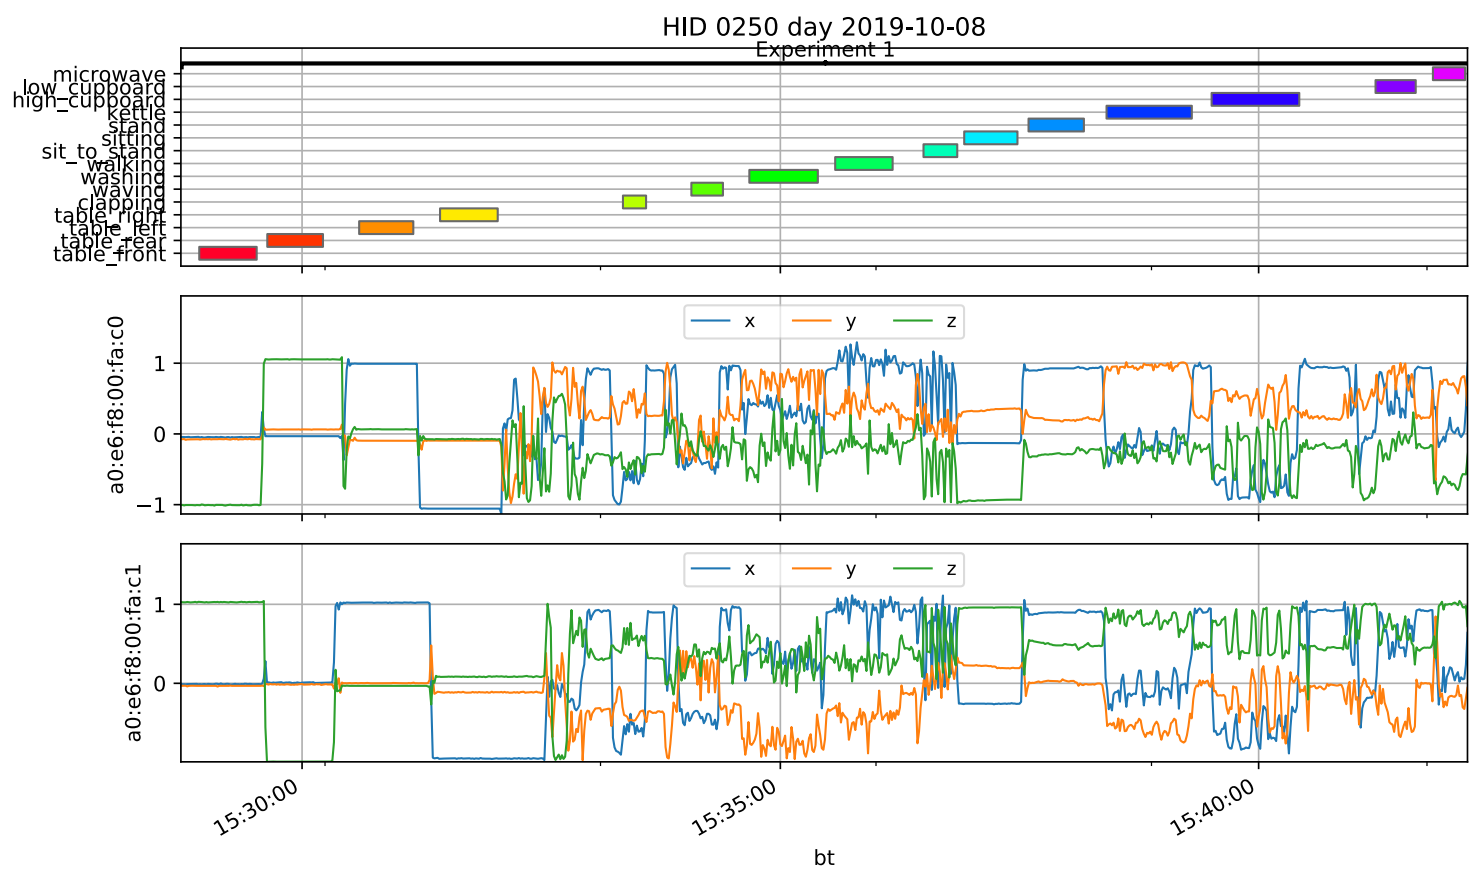 HID 0250 day 2019-10-08
Experiment 1
microwave
low_cupboard
high_cupboard
kettle
stand
sitting
sit_to_stand
walking
washing
waving
clapping
table_right
table_left
table_rear
table_front
a0:e6:f8:00:fa:c0
x y z
1
0
−1
a0:e6:f8:00:fa:c1
x y z
1
0
15:30:00 15:35:00 15:40:00
bt